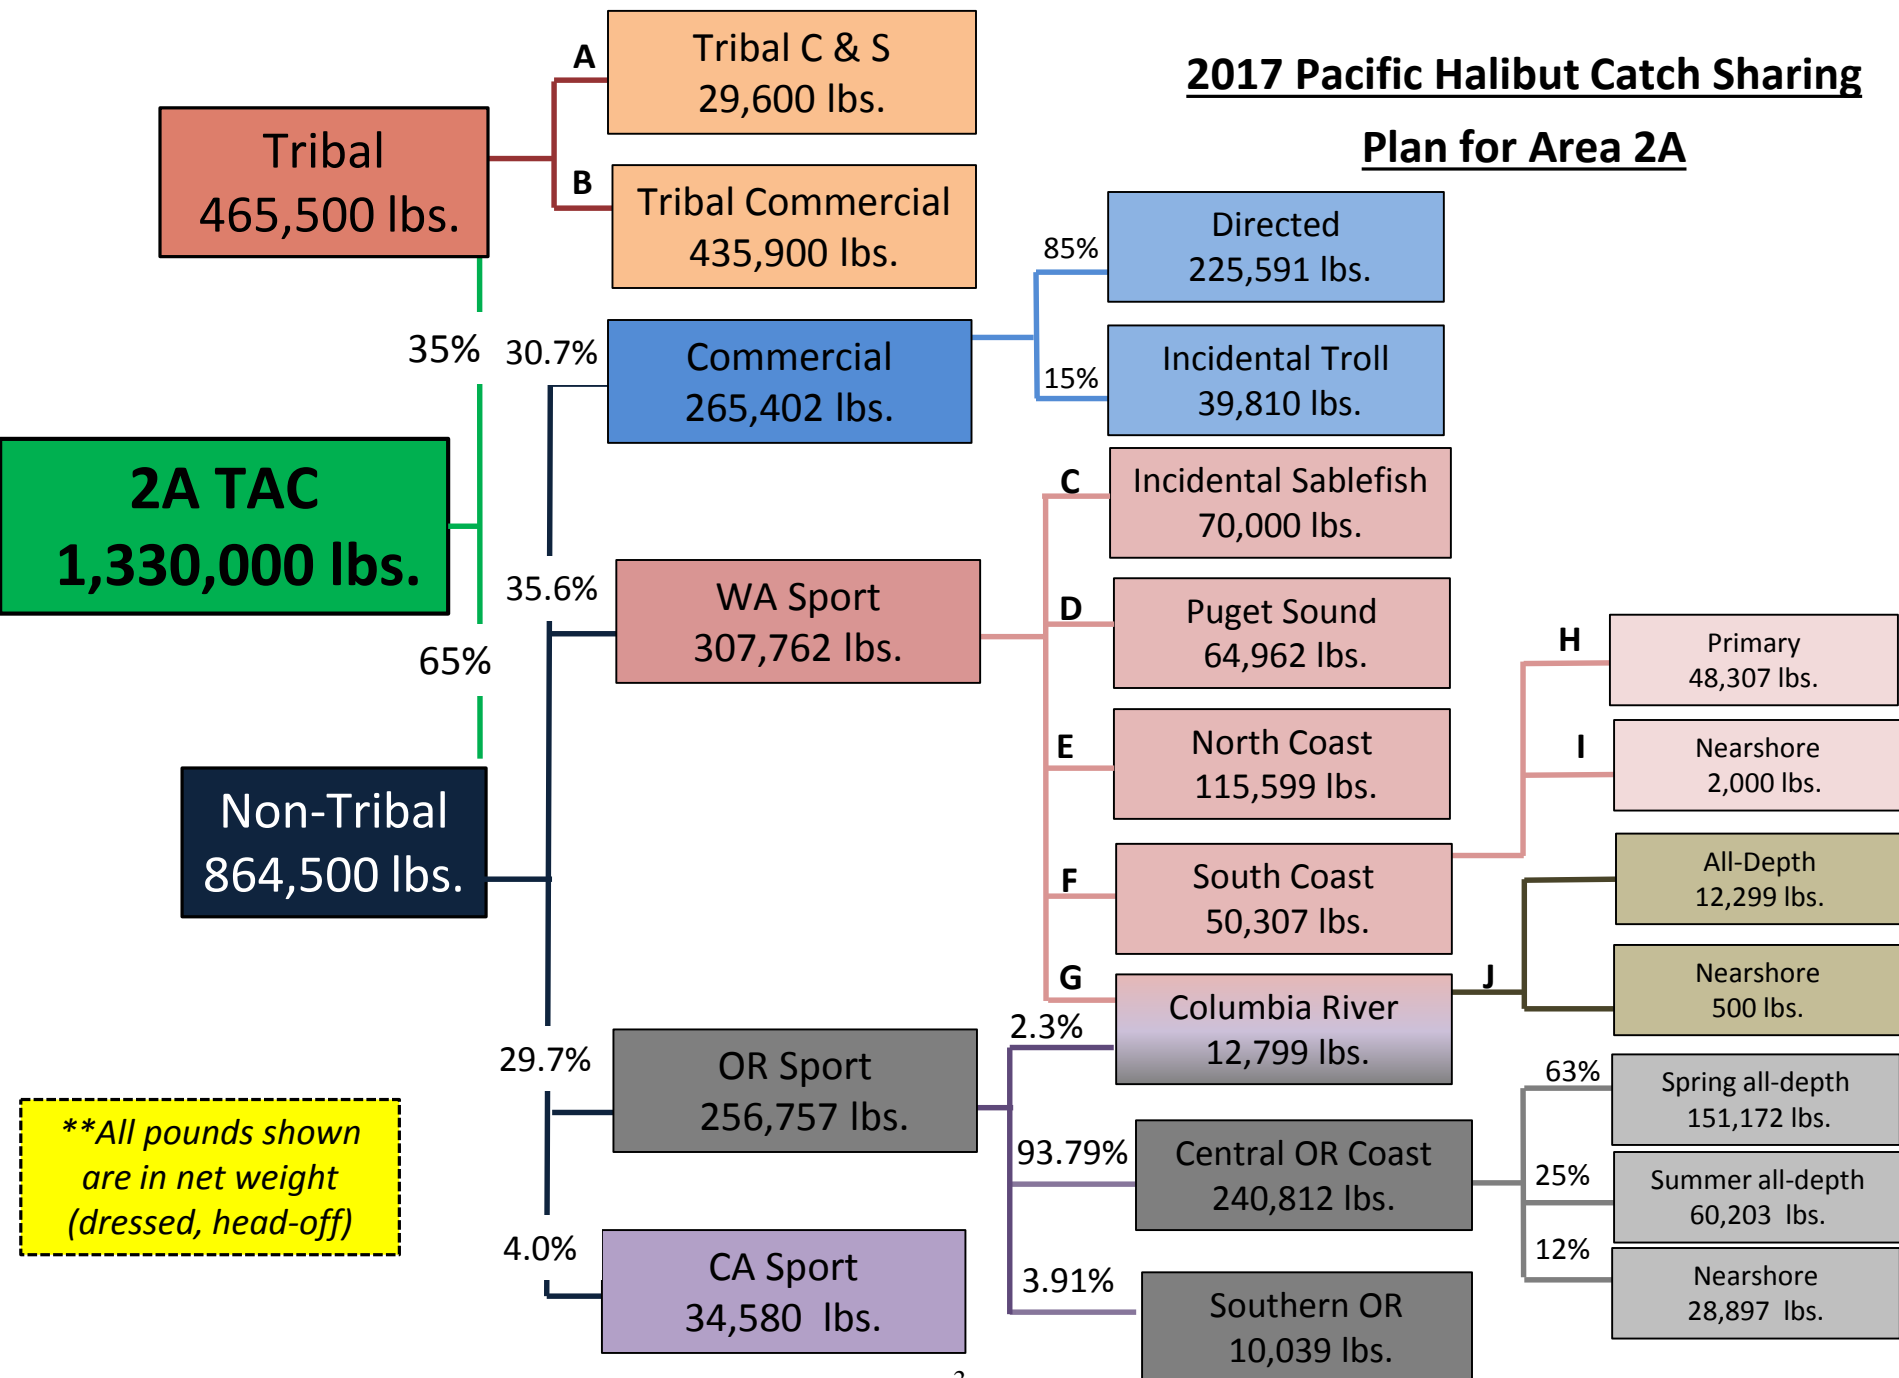 2017 Pacific Halibut Catch Sharing
Plan for Area 2A
2A TAC
1,330,000 lbs.
35%
65%
Tribal
465,500 lbs.
A
Tribal C & S
29,600 lbs.
B
Tribal Commercial
435,900 lbs.
Non-Tribal
864,500 lbs.
30.7%
Commercial
265,402 lbs.
85%
Directed
225,591 lbs.
15%
Incidental Troll
39,810 lbs.
35.6%
WA Sport
307,762 lbs.
C
Incidental Sablefish
70,000 lbs.
D
Puget Sound
64,962 lbs.
E
North Coast
115,599 lbs.
F
South Coast
50,307 lbs.
H
Primary
48,307 lbs.
I
Nearshore
2,000 lbs.
G
Columbia River
12,799 lbs.
J
All-Depth
12,299 lbs.
Nearshore
500 lbs.
29.7%
OR Sport
256,757 lbs.
2.3%
93.79%
Central OR Coast
240,812 lbs.
63%
Spring all-depth
151,172 lbs.
25%
Summer all-depth
60,203 lbs.
12%
Nearshore
28,897 lbs.
3.91%
Southern OR
10,039 lbs.
4.0%
CA Sport
34,580 lbs.
**All pounds shown
are in net weight
(dressed, head-off)